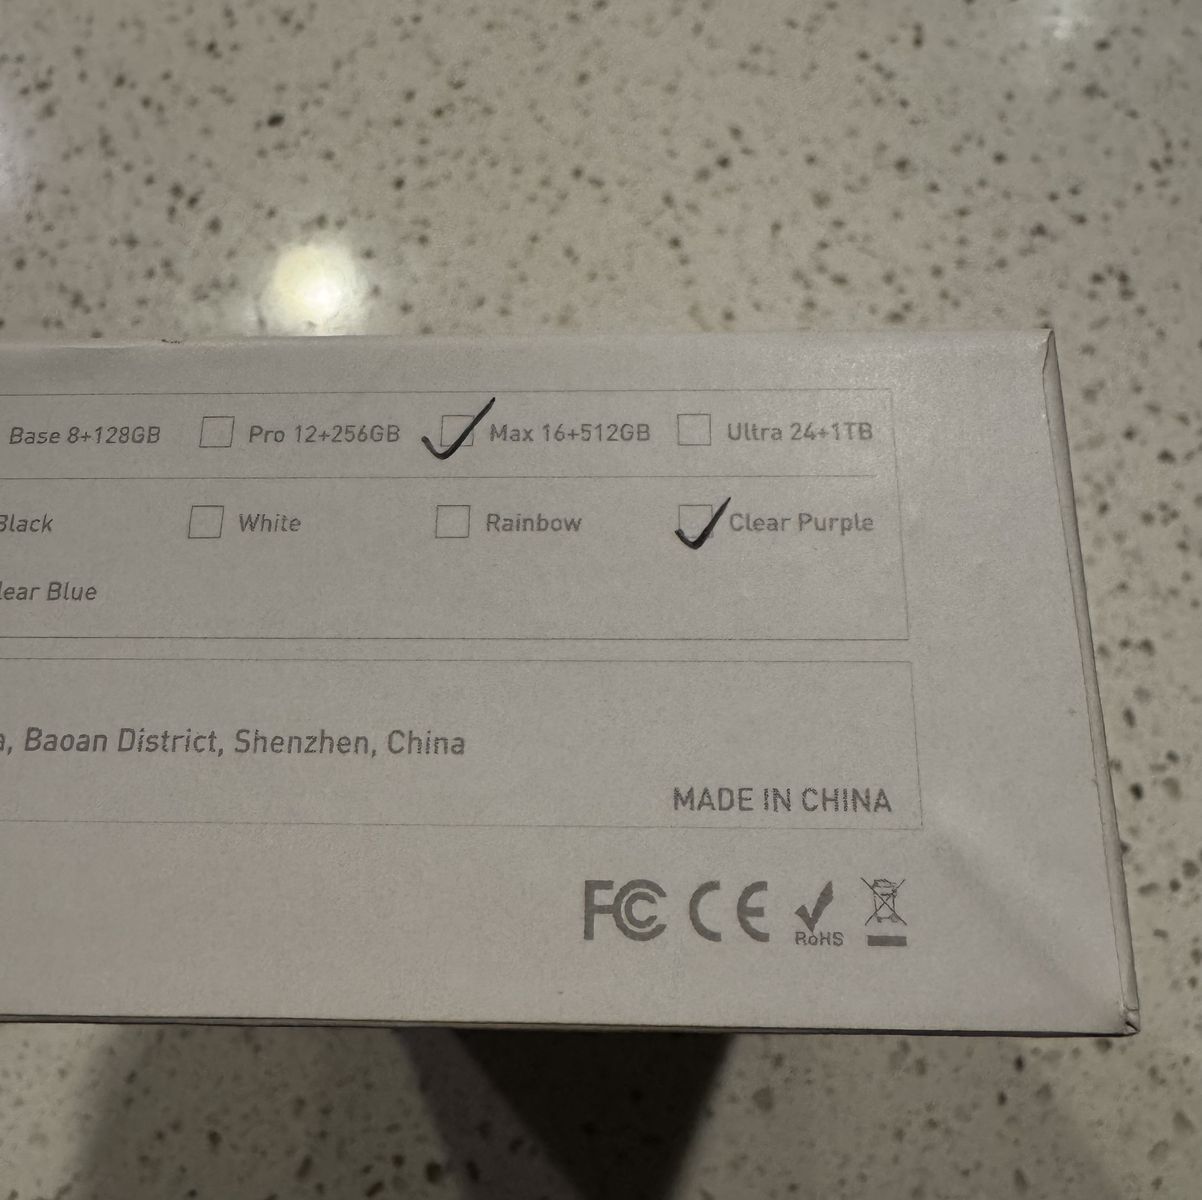 Base 8+128GB Pro 12+256GB Max 16+512GB Ultra 24+1TB
Black White Rainbow Clear Purple
lear Blue
, Baoan District, Shenzhen, China
MADE IN CHINA
FC CE RoHS